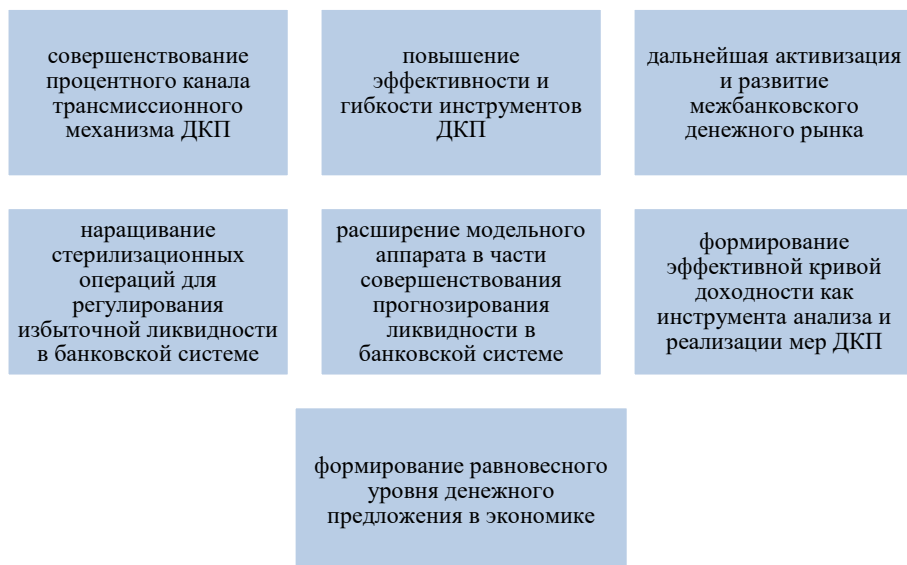 совершенствование
процентного канала
трансмиссионного
механизма ДКП
повышение
эффективности и
гибкости инструментов
ДКП
дальнейшая активизация
и развитие
межбанковского
денежного рынка
наращивание
стерилизационных
операций для
регулирования
избыточной ликвидности
в банковской системе
расширение модельного
аппарата в части
совершенствования
прогнозирования
ликвидности в
банковской системе
формирование
эффективной кривой
доходности как
инструмента анализа и
реализации мер ДКП
формирование равновесного
уровня денежного
предложения в экономике